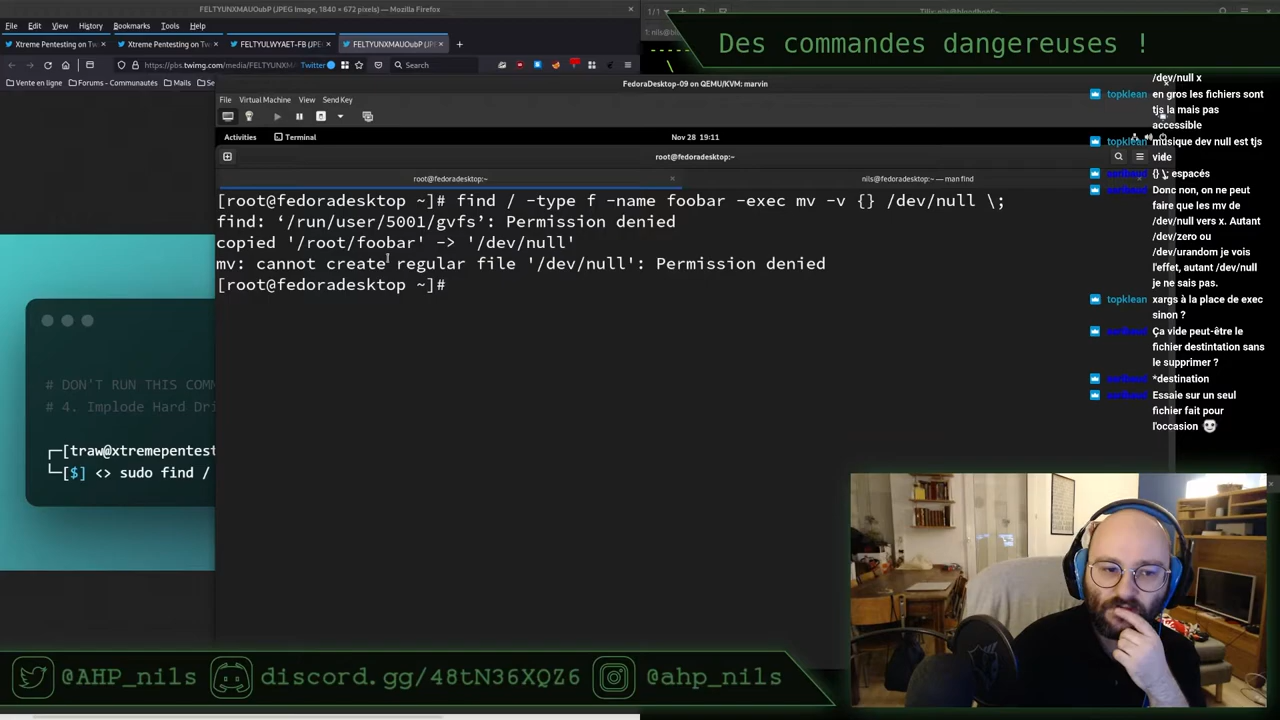 FELTYUNXMAUOubP (JPEG Image, 1840 × 672 pixels) — Mozilla Firefox
File Edit View History Bookmarks Tools Help
Xtreme Pentesting on Tw
Xtreme Pentesting on Tw
FELTYULWYAET-FB (JPE
FELTYUNXMAUOubP (JP
https://pbs.twimg.com/media/FELTYUNXM
Twitter
Search
Vente en ligne
Forums - Communautés
Mails
1/1
Des commandes dangereuses !
FedoraDesktop-09 on QEMU/KVM: marvin
File Virtual Machine View Send Key
Activities
Terminal
Nov 28 19:11
root@fedoradesktop:~
root@fedoradesktop:~
nils@fedoradesktop:~ — man find
[root@fedoradesktop ~]# find / -type f -name foobar -exec mv -v {} /dev/null \;
find: ‘/run/user/5001/gvfs’: Permission denied
copied '/root/foobar' -> '/dev/null'
mv: cannot create regular file '/dev/null': Permission denied
[root@fedoradesktop ~]#
# DON'T RUN THIS COMM
# 4. Implode Hard Dri
┌─[traw@xtremepentest
└─[$] <> sudo find /
/dev/null x
topklean en gros les fichiers sont
tjs la mais pas
accessible
topklean musique dev null est tjs
vide
{} \; espacés
Donc non, on ne peut
faire que les mv de
/dev/null vers x. Autant
/dev/zero ou
/dev/urandom je vois
l'effet, autant /dev/null
je ne sais pas.
topklean xargs à la place de exec
sinon ?
Ça vide peut-être le
fichier destintation sans
le supprimer ?
*destination
Essaie sur un seul
fichier fait pour
l'occasion
@AHP_nils
discord.gg/48tN36XQZ6
@ahp_nils